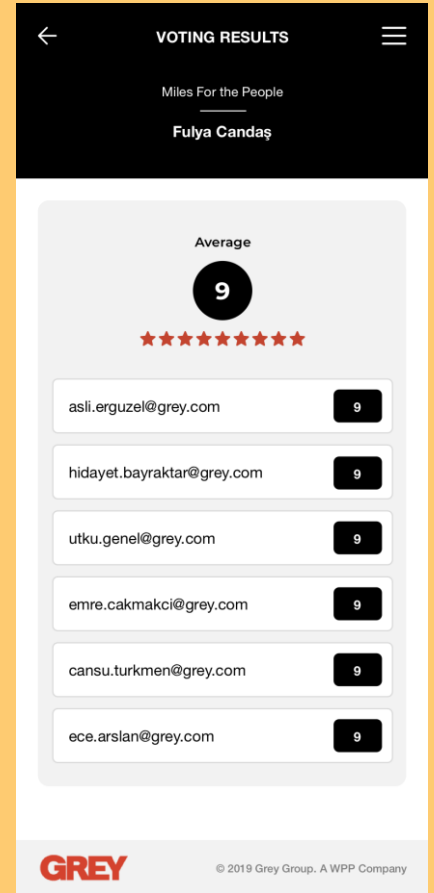 VOTING RESULTS
Miles For the People
Fulya Candaş
Average
9
asli.erguzel@grey.com 9
hidayet.bayraktar@grey.com 9
utku.genel@grey.com 9
emre.cakmakci@grey.com 9
cansu.turkmen@grey.com 9
ece.arslan@grey.com 9
GREY © 2019 Grey Group. A WPP Company